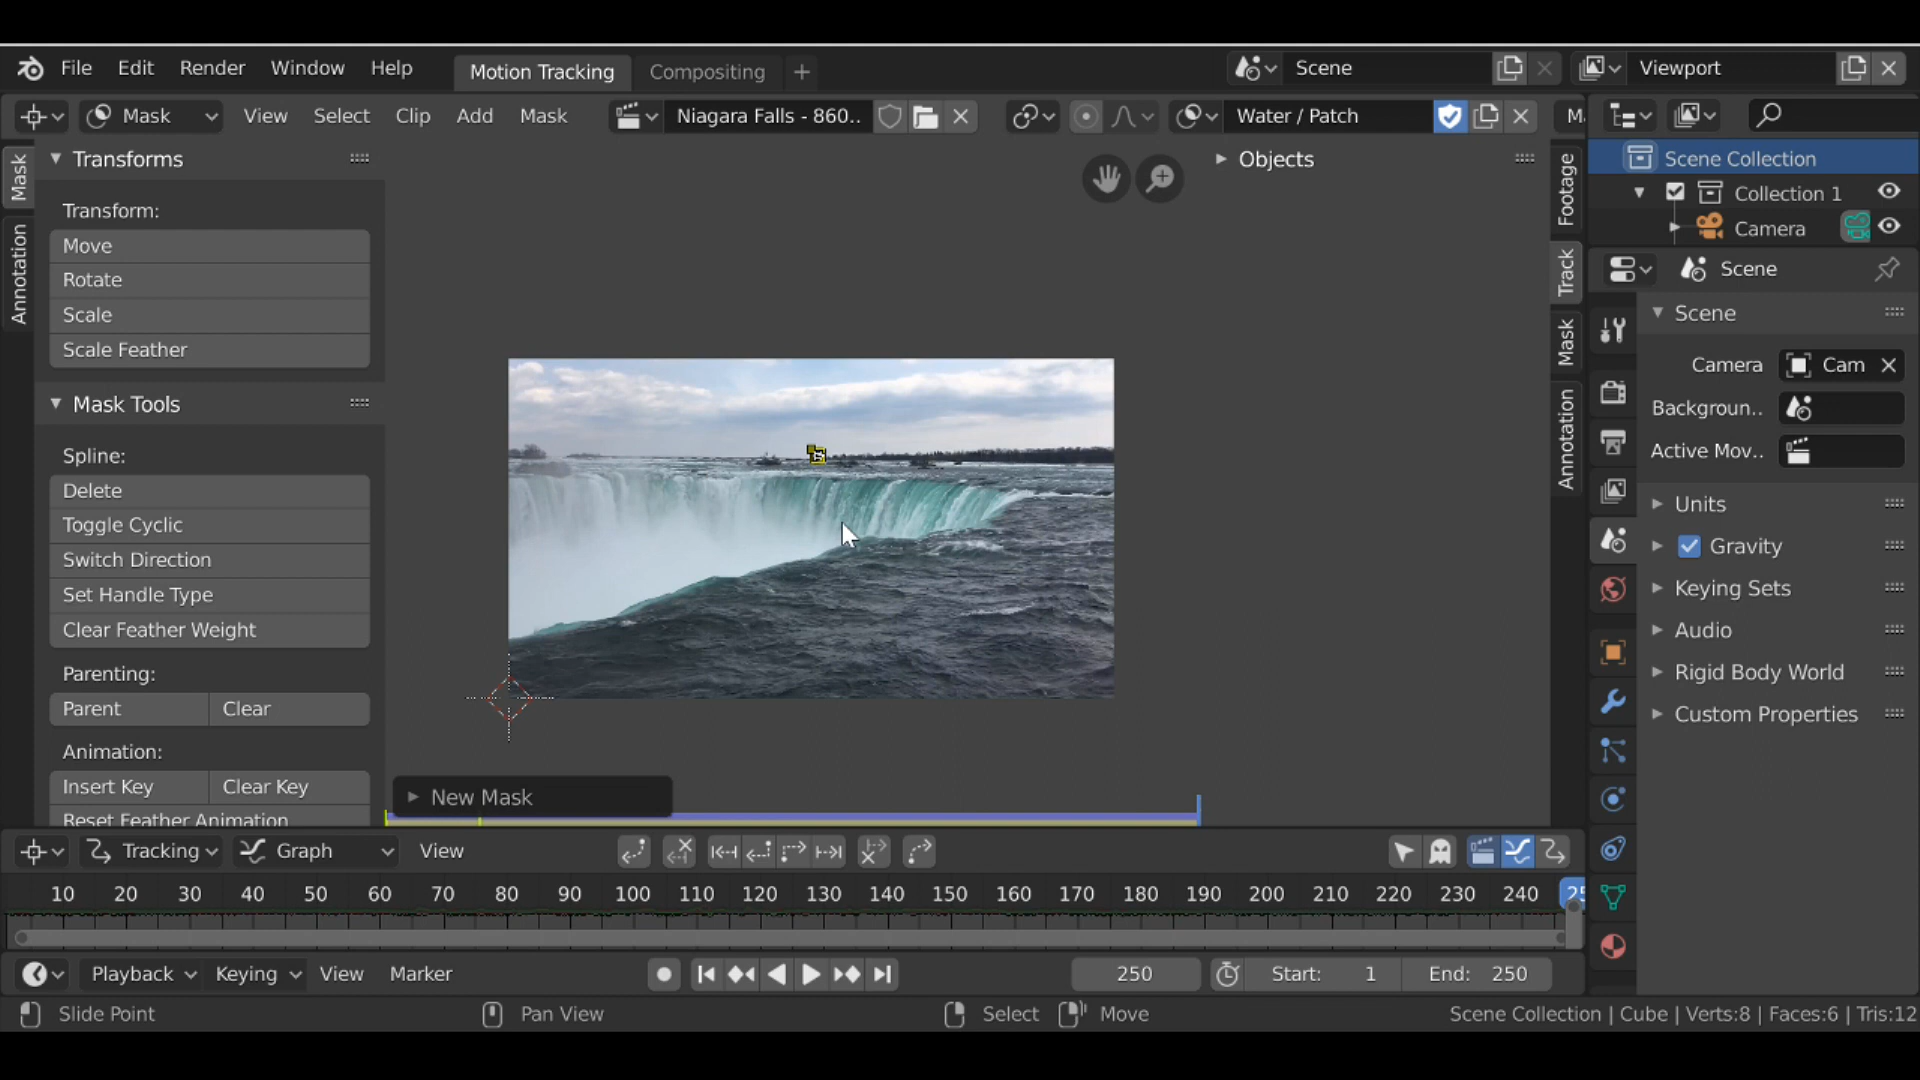 File Edit Render Window Help Motion Tracking Compositing + Scene Viewport
Mask View Select Clip Add Mask Niagara Falls - 860.. Water / Patch
Mask
Annotation
Transforms
Transform:
Move
Rotate
Scale
Scale Feather
Mask Tools
Spline:
Delete
Toggle Cyclic
Switch Direction
Set Handle Type
Clear Feather Weight
Parenting:
Parent Clear
Animation:
Insert Key Clear Key
Reset Feather Animation
New Mask
Objects
Footage
Track
Mask
Annotation
Scene Collection
Collection 1
Camera
Scene
Scene
Camera Cam
Backgroun..
Active Mov..
Units
Gravity
Keying Sets
Audio
Rigid Body World
Custom Properties
Tracking Graph View
10 20 30 40 50 60 70 80 90 100 110 120 130 140 150 160 170 180 190 200 210 220 230 240 25
Playback Keying View Marker 250 Start: 1 End: 250
Slide Point Pan View Select Move Scene Collection | Cube | Verts:8 | Faces:6 | Tris:12